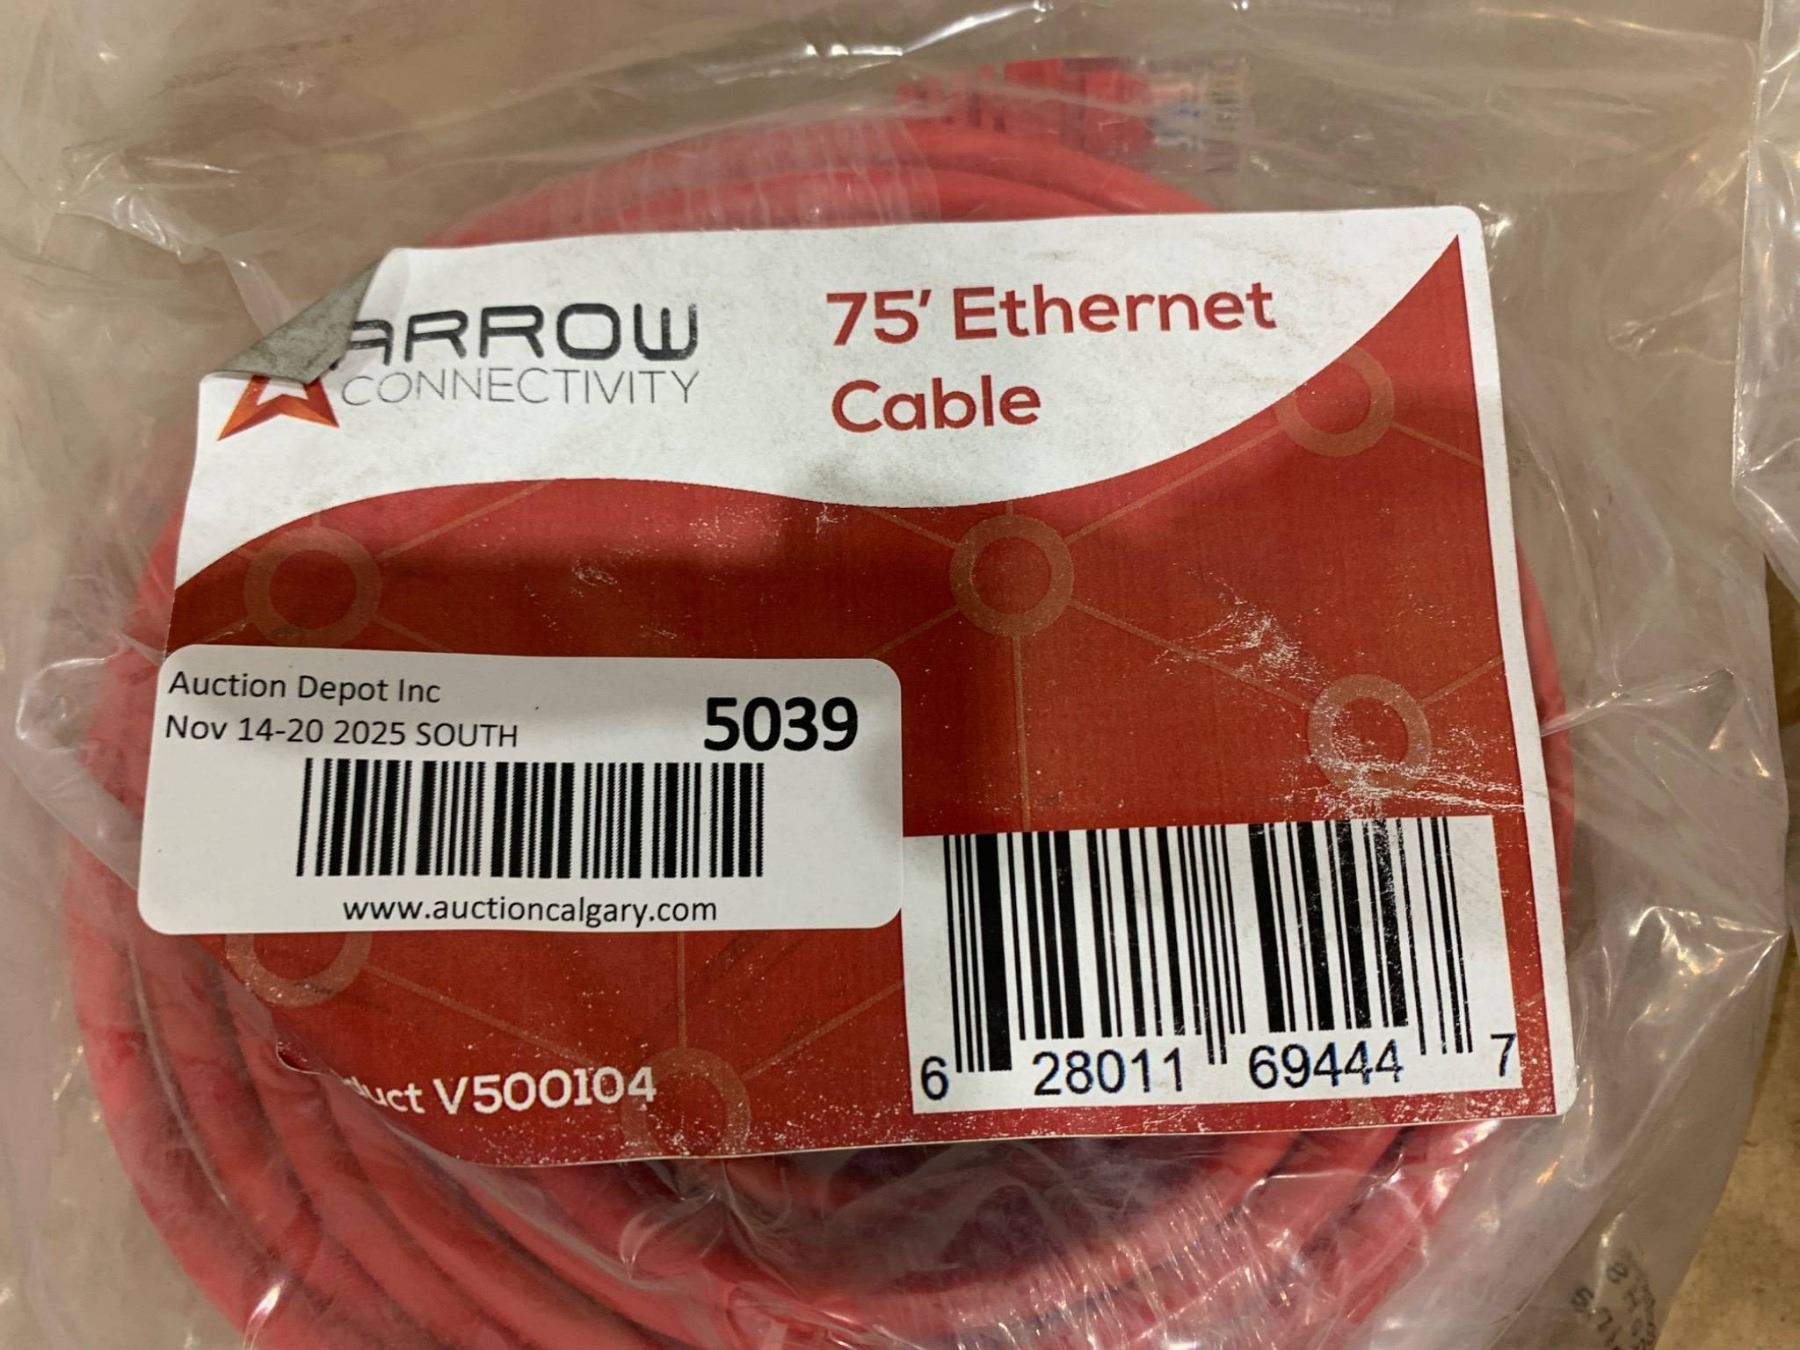 ARROW
CONNECTIVITY
75' Ethernet
Cable
Auction Depot Inc
Nov 14-20 2025 SOUTH
5039
www.auctioncalgary.com
V500104
6 28011 69444 7